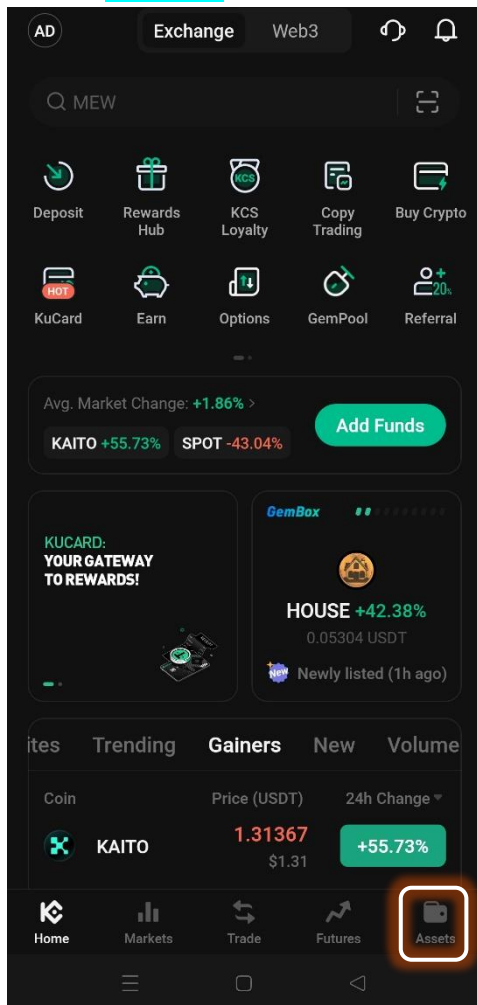 AD
Exchange
Web3
MEW
Deposit
Rewards
Hub
KCS
KCS
Loyalty
Copy
Trading
Buy Crypto
HOT
KuCard
Earn
Options
GemPool
20%
Referral
Avg. Market Change: +1.86% >
KAITO +55.73%
SPOT -43.04%
Add Funds
KUCARD:
YOUR GATEWAY
TO REWARDS!
GemBox
HOUSE +42.38%
0.05304 USDT
New
Newly listed (1h ago)
ites
Trending
Gainers
New
Volume
Coin
Price (USDT)
24h Change
KAITO
1.31367
$1.31
+55.73%
Home
Markets
Trade
Futures
Assets